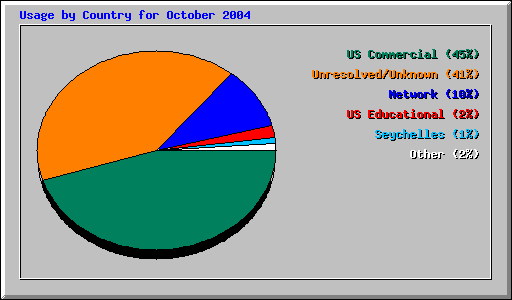 Usage by Country for October 2004
US Commercial (45%)
Unresolved/Unknown (41%)
Network (10%)
US Educational (2%)
Seychelles (1%)
Other (2%)